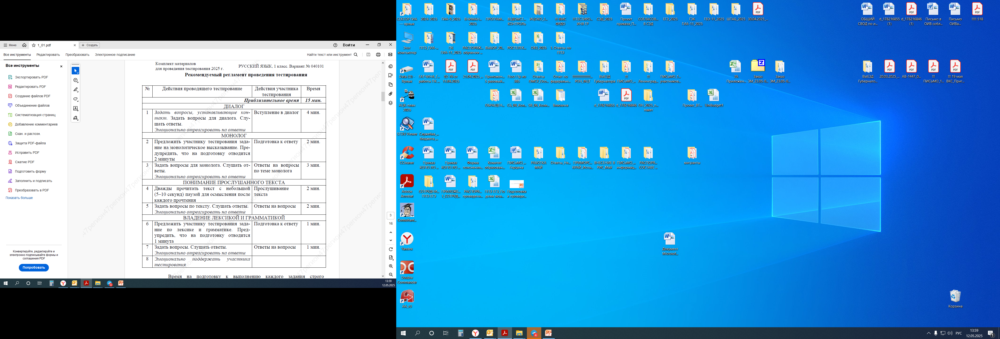 Меню
1_01.pdf
Создать
Войти
Все инструменты
Редактировать
Преобразовать
Электронное подписание
Найти текст или инструмент
Все инструменты
Экспортировать PDF
Редактировать PDF
Создание файлов PDF
Объединение файлов
Систематизация страниц
Добавление комментариев
Скан. и распозн.
Защита PDF-файла
Исправить PDF
Сжатие PDF
Подготовить форму
Заполнить и подписать
Преобразовать в PDF
Показать больше
Конвертируйте, редактируйте и
электронно подписывайте формы и
соглашения PDF
Попробовать
Комплект материалов
для проведения тестирования 2025 г.
РУССКИЙ ЯЗЫК, 1 класс. Вариант № 040101
Рекомендуемый регламент проведения тестирования
№ Действия проводящего тестирование Действия участника тестирования Время
Приблизительное время 15 мин.
ДИАЛОГ
1 Задать вопросы, устанавливающие кон- Вступление в диалог 4 мин.
такт. Задать вопросы для диалога. Слу-
шать ответы.
Эмоционально отреагировать на ответы
МОНОЛОГ
2 Предложить участнику тестирования зада- Подготовка к ответу 2 мин.
ние на монологическое высказывание. Пре-
дупредить, что на подготовку отводится
2 минуты
3 Задать вопросы для монолога. Слушать от- Ответы на вопросы 3 мин.
веты. по теме монолога
Эмоционально отреагировать на ответы
ПОНИМАНИЕ ПРОСЛУШАННОГО ТЕКСТА
4 Дважды прочитать текст с небольшой Прослушивание 2 мин.
(5–10 секунд) паузой для осмысления после текста
каждого прочтения
5 Задать вопросы по тексту. Слушать ответы. Ответы на вопросы 2 мин.
Эмоционально отреагировать на ответы
ВЛАДЕНИЕ ЛЕКСИКОЙ И ГРАММАТИКОЙ
6 Предложить участнику тестирования зада- Подготовка к ответу 1 мин.
ние по лексике и грамматике. Пред-
упредить, что на подготовку отводится
1 минута
7 Задать вопросы. Слушать ответы. Ответы на вопросы 1 мин.
Эмоционально отреагировать на ответы
8 Эмоционально поддержать участника
тестирования
Время на подготовку к выполнению каждого задания строго
3
16
13:59
12.05.2025
СЕКТОР ГИА — ярлык
2024-2025
ГИА-9_2025
ВНИМАН... 2025
ПРОГРАМ...
ВЕДОМСТ... КОНТРОЛЬ
ИЦОКО_2...
!!! ФИС ФРДО
!!!ТЕСТИРО... ИНЯ ГР
СЭД_2025
Проект приказа_П...
СОГЛАСОВ... В СЭД
ЕГЭ_2025
ГЭК ГИА-11_2025
ГВЭ-11_2025
ШТАБ_2025
30.04.2025_...
ОБЩИЙ СВОД по и...
d_178216855 (1)
d_178216846 (1)
Письмо в ОИВ собл...
Письмо ОИВа...
!!!!! 518
Этот компьютер
ППЭ_ГИА-...
ПК ГИА-11_2025
РАСПОРЯЖ... обучении ...
ВЫБОР_20...
РОСТЕЛЕК...
ОВЗ_2025
1. Ответы по ППЭ
Data (D) - Ярлык
ГАТЧИНА_Г... работы ПК ...
02-76 от 11.04.2025
21.04.2025_...
Приложен... 5 разовый...
Пост Пр ло 385
Ответы ОМСУ_Осо...
Отчет по федеральн...
РОН_ФЦТ
ВЫЕЗД Губернатора
!!! ПИСЬМО_...
!!! Ленинград...
ПИСЬМО_1... участников...
39. Приложен...
Заказ ЭМ_23.05-0...
Заказ ЭМ_23.05-0...
ВЫЕЗД Губернато...
20.03.2025_...
АВ-1447_0...
!!! ПИСЬМО_1...
!!! 19 мая ВКС_Приг...
АЦК-план 2025
ОБРАЩЕН...
СБ_08_Кол...
SB_06_Коли...
Власкина
d_178216855
d_178216846
ОН_2025_п... пакет
Проект_ВТ...
UniBudget1
STDU Viewer
Служебка_... бюджета_...
CCleaner
Приказ КОПО ЛО ...
Приказ КОПО ЛО ...
Форма пояснения...
Комитет образован...
ПИСЬМО_... Герцена
РАБОТКА МАЙ
Ответы_Не...
ПРИМОРС... КРАЙ_Испа...
ВНЕСЕНИЕ В РИС_Май
ПИСЬМО_... информац...
РАСПОРЯ... СОСТАВЕ ...
мигранты
Adobe Acrobat
СОТРУДНИ... ППЭ ЕГЭ
ПРИЛОЖЕ... 1_СОТРУД...
РАСПОРЯ... проведени...
ППЭ ЕГЭ_По дням экза...
Подготовка и проведе...
Consultant...
Yandex
Документ Microsof...
Double Commander
AA_v3
Корзина
РУС
13:59
12.05.2025